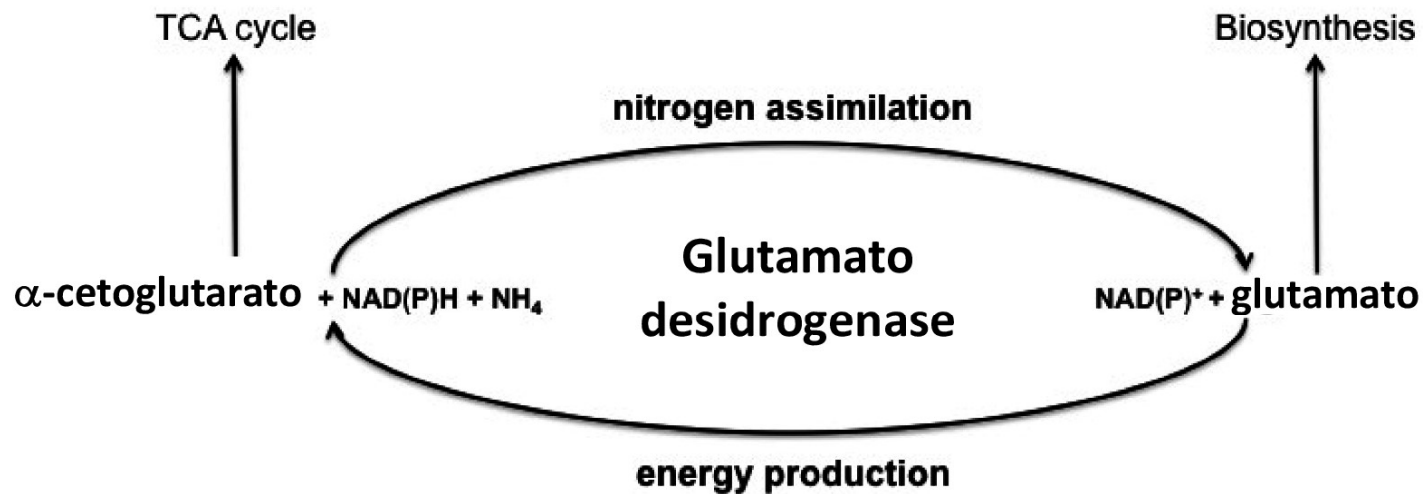 TCA cycle
Biosynthesis
nitrogen assimilation
Glutamato
desidrogenase
α-cetoglutarato + NAD(P)H + NH₄
NAD(P)⁺ + glutamato
energy production